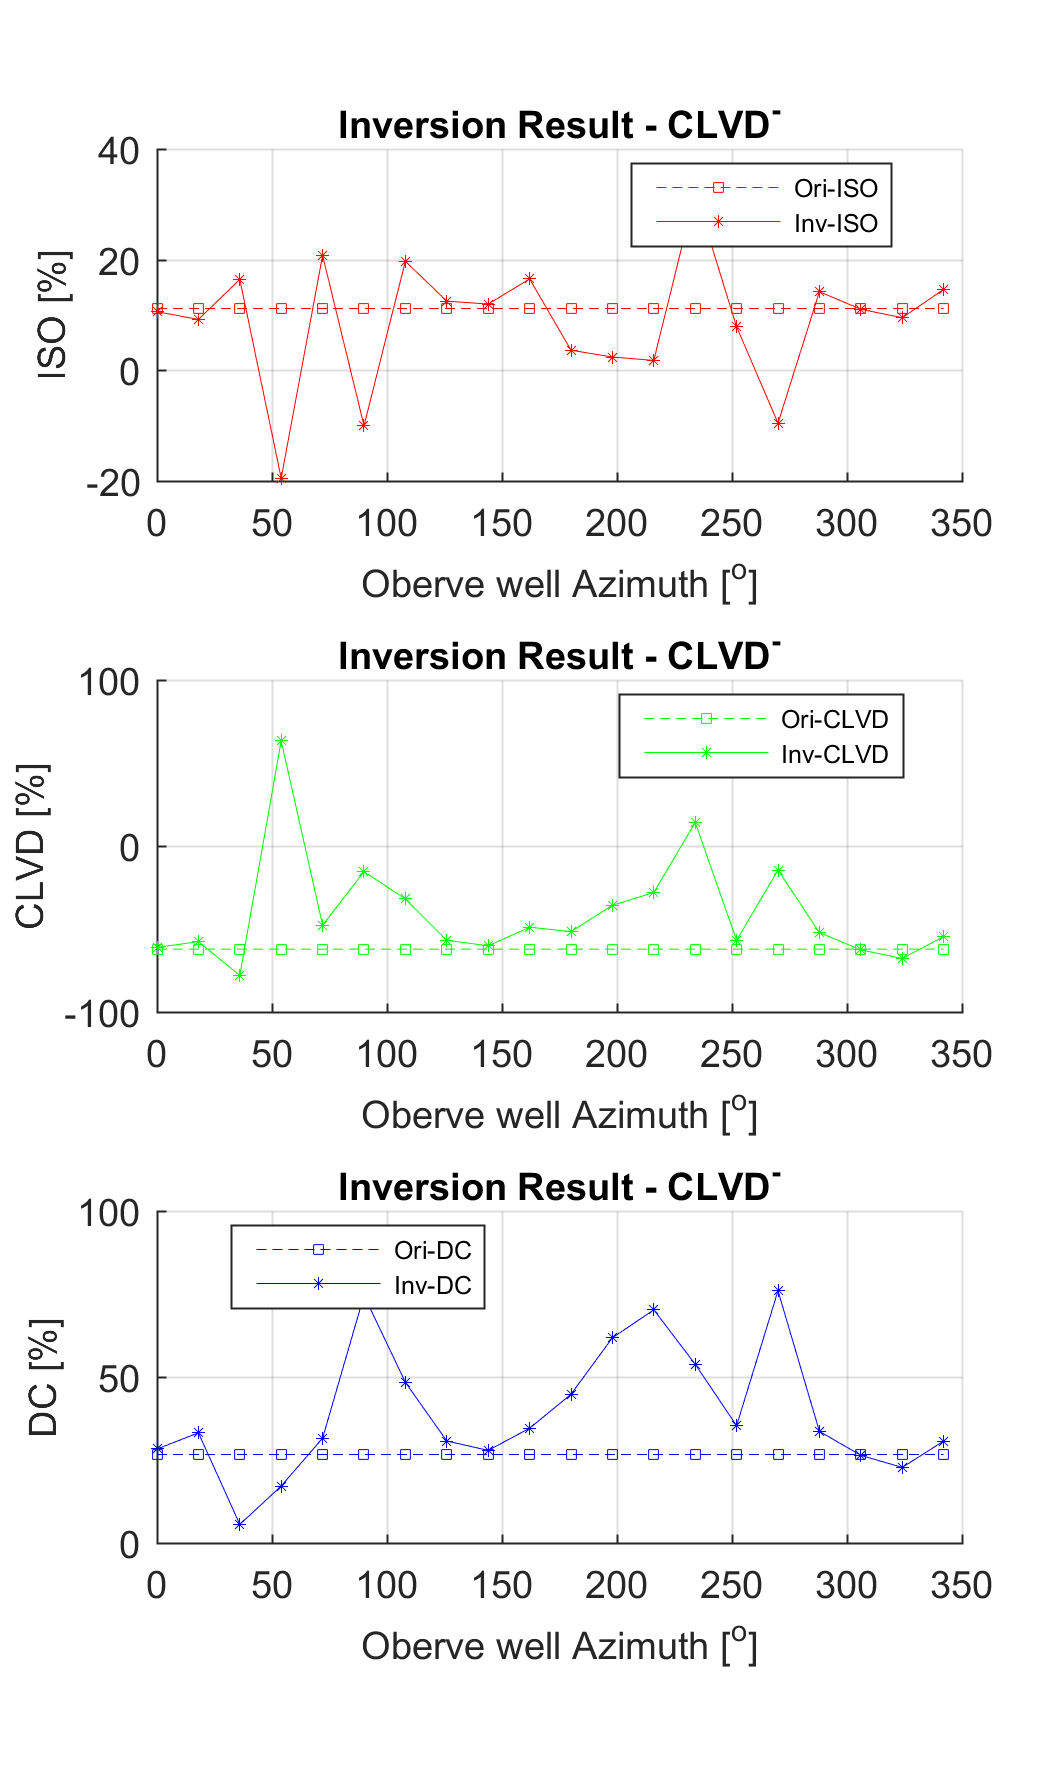 Inversion Result - CLVD-
40
20
0
-20
ISO [%]
Ori-ISO
Inv-ISO
0 50 100 150 200 250 300 350
Oberve well Azimuth [o]
Inversion Result - CLVD-
100
0
-100
CLVD [%]
Ori-CLVD
Inv-CLVD
0 50 100 150 200 250 300 350
Oberve well Azimuth [o]
Inversion Result - CLVD-
100
50
0
DC [%]
Ori-DC
Inv-DC
0 50 100 150 200 250 300 350
Oberve well Azimuth [o]